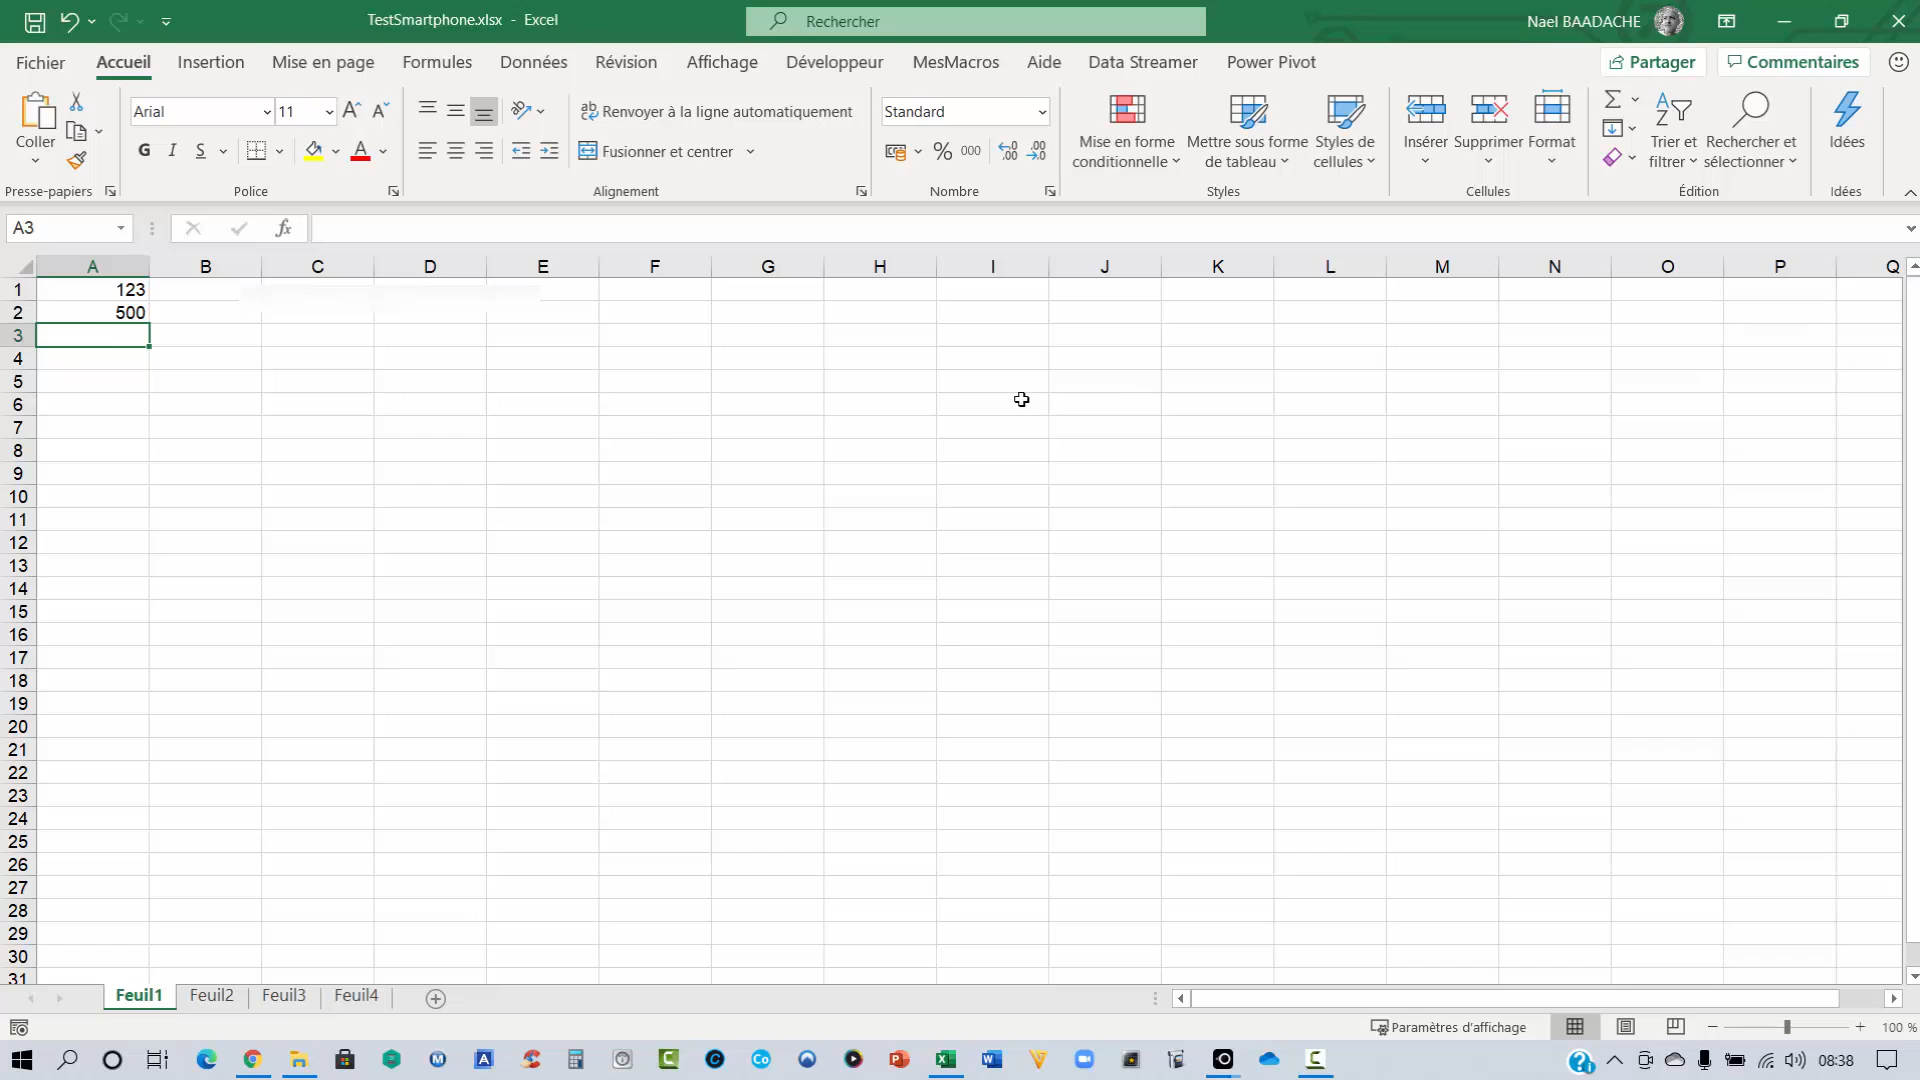 TestSmartphone.xlsx - Excel
Rechercher
Nael BAADACHE
Fichier Accueil Insertion Mise en page Formules Données Révision Affichage Développeur MesMacros Aide Data Streamer Power Pivot
Partager Commentaires
Coller
Arial 11
G I S
Renvoyer à la ligne automatiquement
Fusionner et centrer
Standard
% 000
Mise en forme conditionnelle
Mettre sous forme de tableau
Styles de cellules
Insérer Supprimer Format
Trier et filtrer
Rechercher et sélectionner
Idées
Presse-papiers Police Alignement Nombre Styles Cellules Édition Idées
A3 fx
A B C D E F G H I J K L M N O P Q
1 123
2 500
3
4
5
6
7
8
9
10
11
12
13
14
15
16
17
18
19
20
21
22
23
24
25
26
27
28
29
30
31
Feuil1 Feuil2 Feuil3 Feuil4
Paramètres d'affichage 100 %
08:38